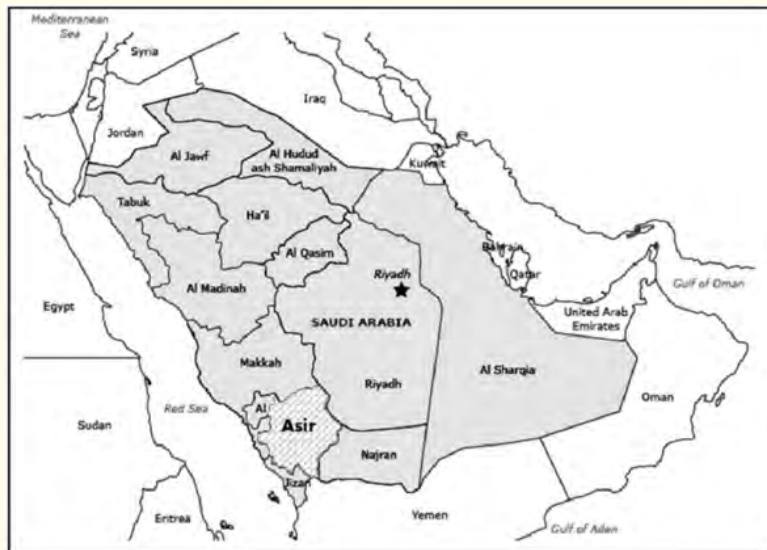 Mediterranean
Sea
Syria
Iraq
Jordan
Al Jawf
Al Hudud
ash Shamaliyah
Kuwait
Tabuk
Ha'il
Al Qasim
Bahrain
Riyadh
Qatar
Gulf of Oman
Al Madinah
Egypt
SAUDI ARABIA
United Arab
Emirates
Makkah
Al Sharqia
Riyadh
Oman
Red Sea
Al
Asir
Sudan
Najran
Jizan
Yemen
Eritrea
Gulf of Aden